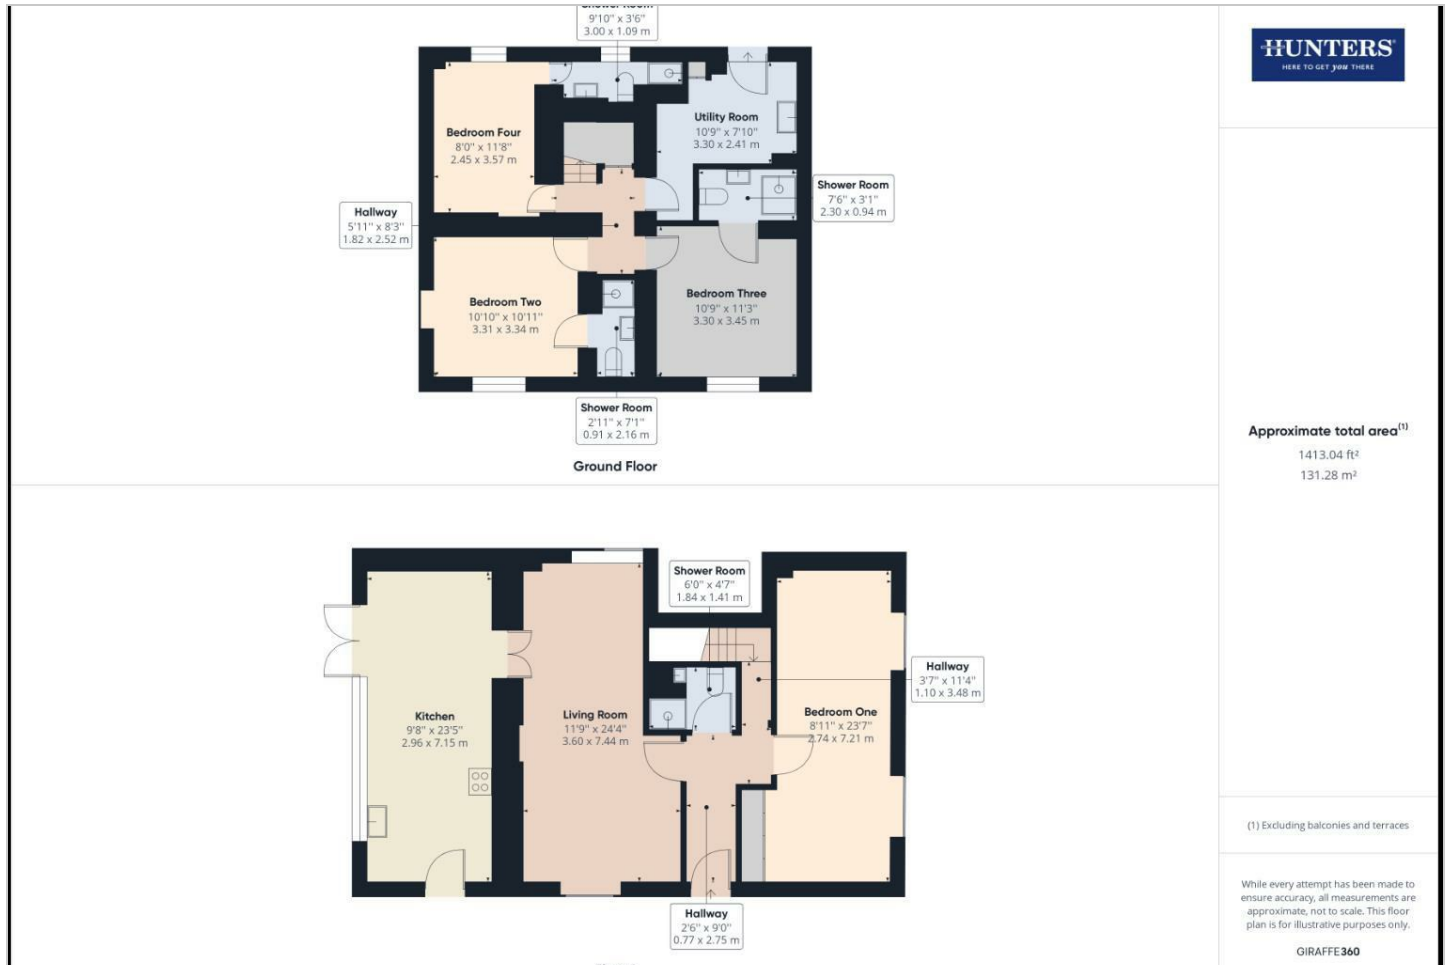 Shower Room
9'10" x 3'6"
3.00 x 1.09 m
Bedroom Four
8'0" x 11'8"
2.45 x 3.57 m
Utility Room
10'9" x 7'10"
3.30 x 2.41 m
Shower Room
7'6" x 3'1"
2.30 x 0.94 m
Hallway
5'11" x 8'3"
1.82 x 2.52 m
Bedroom Two
10'10" x 10'11"
3.31 x 3.34 m
Bedroom Three
10'9" x 11'3"
3.30 x 3.45 m
Shower Room
2'11" x 7'1"
0.91 x 2.16 m
Ground Floor
Shower Room
6'0" x 4'7"
1.84 x 1.41 m
Hallway
3'7" x 11'4"
1.10 x 3.48 m
Kitchen
9'8" x 23'5"
2.96 x 7.15 m
Living Room
11'9" x 24'4"
3.60 x 7.44 m
Bedroom One
8'11" x 23'7"
2.74 x 7.21 m
Hallway
2'6" x 9'0"
0.77 x 2.75 m
HUNTERS
HERE TO GET you THERE
Approximate total area(1)
1413.04 ft²
131.28 m²
(1) Excluding balconies and terraces
While every attempt has been made to
ensure accuracy, all measurements are
approximate, not to scale. This floor
plan is for illustrative purposes only.
GIRAFFE360